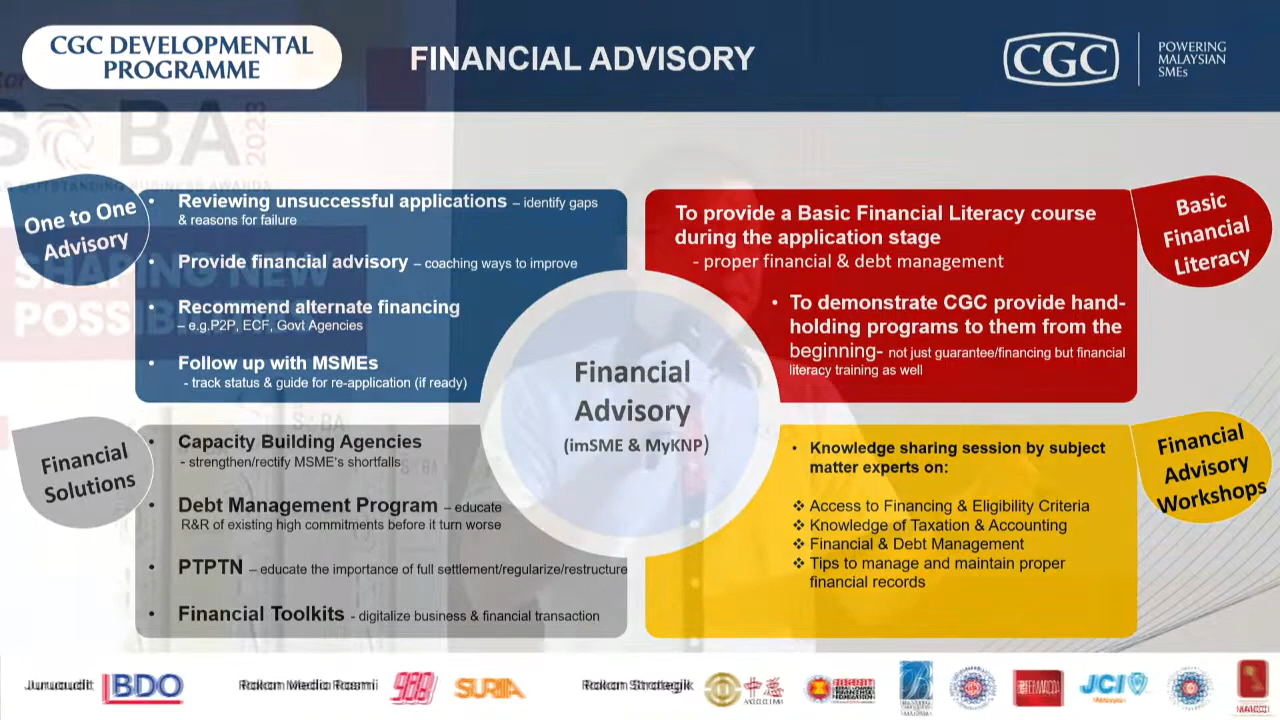 CGC DEVELOPMENTAL
PROGRAMME
FINANCIAL ADVISORY
CGC
POWERING
MALAYSIAN
SMEs
BA
2023
SHAPING NEW
One to One
Advisory
• Reviewing unsuccessful applications – identify gaps
& reasons for failure
• Provide financial advisory – coaching ways to improve
• Recommend alternate financing
– e.g.P2P, ECF, Govt Agencies
• Follow up with MSMEs
- track status & guide for re-application (if ready)
Basic
Financial
Literacy
To provide a Basic Financial Literacy course
during the application stage
- proper financial & debt management
• To demonstrate CGC provide hand-
holding programs to them from the
beginning- not just guarantee/financing but financial
literacy training as well
Financial
Advisory
(imSME & MyKNP)
Financial
Solutions
• Capacity Building Agencies
- strengthen/rectify MSME's shortfalls
• Debt Management Program – educate
R&R of existing high commitments before it turn worse
• PTPTN – educate the importance of full settlement/regularize/restructure
• Financial Toolkits - digitalize business & financial transaction
Financial
Advisory
Workshops
• Knowledge sharing session by subject
matter experts on:
❖ Access to Financing & Eligibility Criteria
❖ Knowledge of Taxation & Accounting
❖ Financial & Debt Management
❖ Tips to manage and maintain proper
financial records
Juruaudit BDO Rakan Media Rasmi 988 SURIA Rakan Strategik JCI